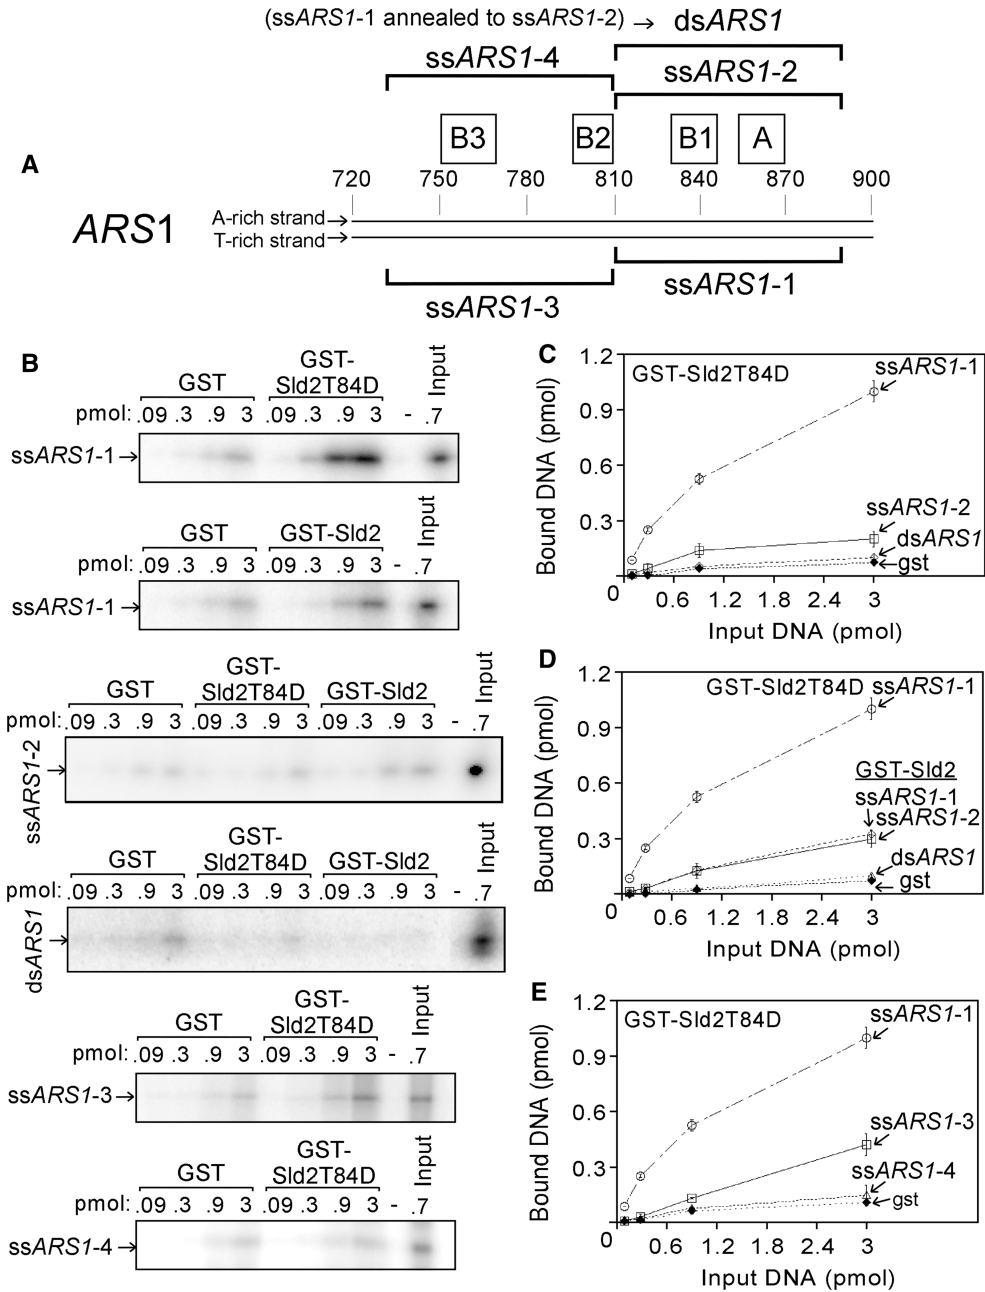 (ssARS1-1 annealed to ssARS1-2) → dsARS1
ssARS1-4
ssARS1-2
B3 B2 B1 A
A
720 750 780 810 840 870 900
ARS1
A-rich strand→
T-rich strand→
ssARS1-3
ssARS1-1
B
GST
GST-
Sld2T84D
Input
pmol: .09 .3 .9 3 .09 .3 .9 3 - .7
ssARS1-1→
GST GST-Sld2 Input
pmol: .09 .3 .9 3 .09 .3 .9 3 - .7
ssARS1-1→
GST
GST-
Sld2T84D
GST-Sld2
Input
pmol: .09 .3 .9 3 .09 .3 .9 3 .09 .3 .9 3 - .7
ssARS1-2
GST
GST-
Sld2T84D
GST-Sld2
Input
pmol: .09 .3 .9 3 .09 .3 .9 3 .09 .3 .9 3 - .7
dsARS1
GST
GST-
Sld2T84D
Input
pmol: .09 .3 .9 3 .09 .3 .9 3 - .7
ssARS1-3→
GST
GST-
Sld2T84D
Input
pmol: .09 .3 .9 3 .09 .3 .9 3 - .7
ssARS1-4→
C
GST-Sld2T84D
ssARS1-1
ssARS1-2
dsARS1
gst
Bound DNA (pmol)
1.2
0.9
0.6
0.3
0 0.6 1.2 1.8 2.4 3
Input DNA (pmol)
D
GST-Sld2T84D
ssARS1-1
GST-Sld2
ssARS1-1
ssARS1-2
dsARS1
gst
Bound DNA (pmol)
1.2
0.9
0.6
0.3
0 0.6 1.2 1.8 2.4 3
Input DNA (pmol)
E
GST-Sld2T84D
ssARS1-1
ssARS1-3
ssARS1-4
gst
Bound DNA (pmol)
1.2
0.9
0.6
0.3
0 0.6 1.2 1.8 2.4 3
Input DNA (pmol)